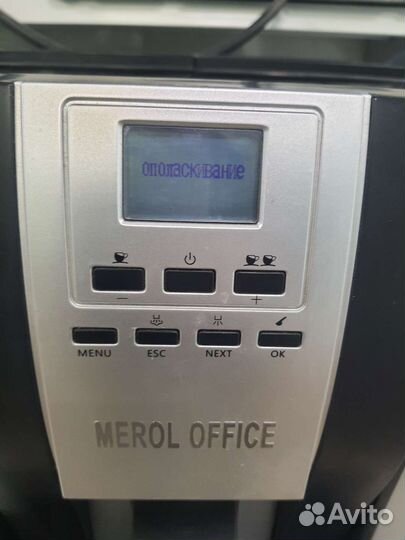 ополаскивание
− +
MENU ESC NEXT OK
MEROL OFFICE
Avito